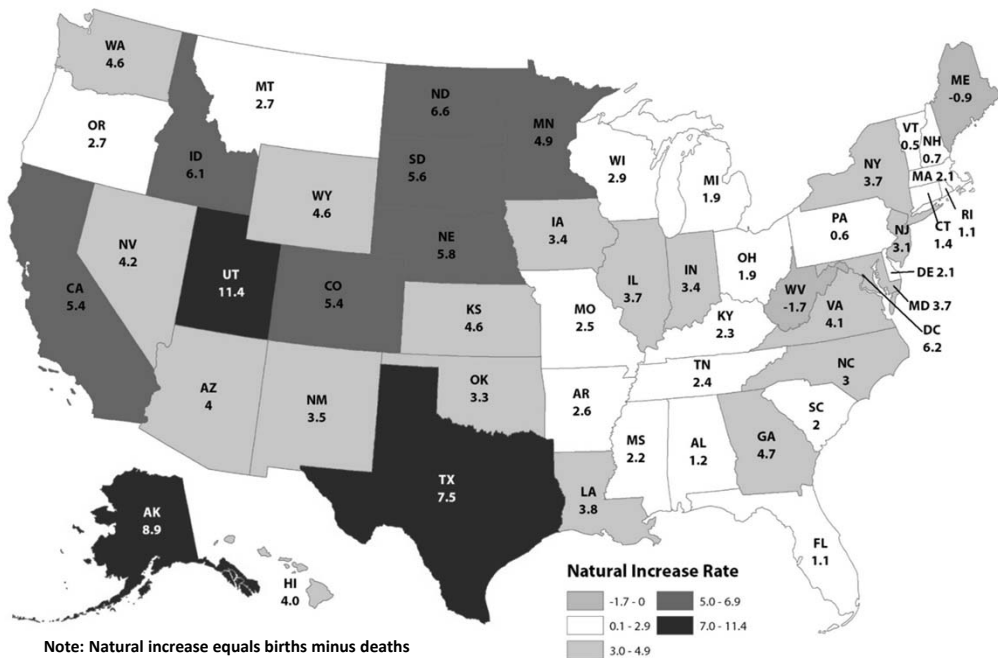 WA
4.6
MT
2.7
ND
6.6
MN
4.9
ME
-0.9
OR
2.7
ID
6.1
SD
5.6
WI
2.9
MI
1.9
VT
0.5
NH
0.7
NY
3.7
MA 2.1
WY
4.6
IA
3.4
NE
5.8
PA
0.6
RI
1.1
CT
1.4
NJ
3.1
NV
4.2
UT
11.4
CO
5.4
CA
5.4
IL
3.7
IN
3.4
OH
1.9
DE 2.1
WV
-1.7
MD 3.7
VA
4.1
DC
6.2
KS
4.6
MO
2.5
KY
2.3
NC
3
AZ
4
NM
3.5
OK
3.3
AR
2.6
TN
2.4
SC
2
MS
2.2
AL
1.2
GA
4.7
TX
7.5
LA
3.8
FL
1.1
AK
8.9
HI
4.0
Natural Increase Rate
-1.7 - 0
5.0 - 6.9
0.1 - 2.9
7.0 - 11.4
3.0 - 4.9
Note: Natural increase equals births minus deaths